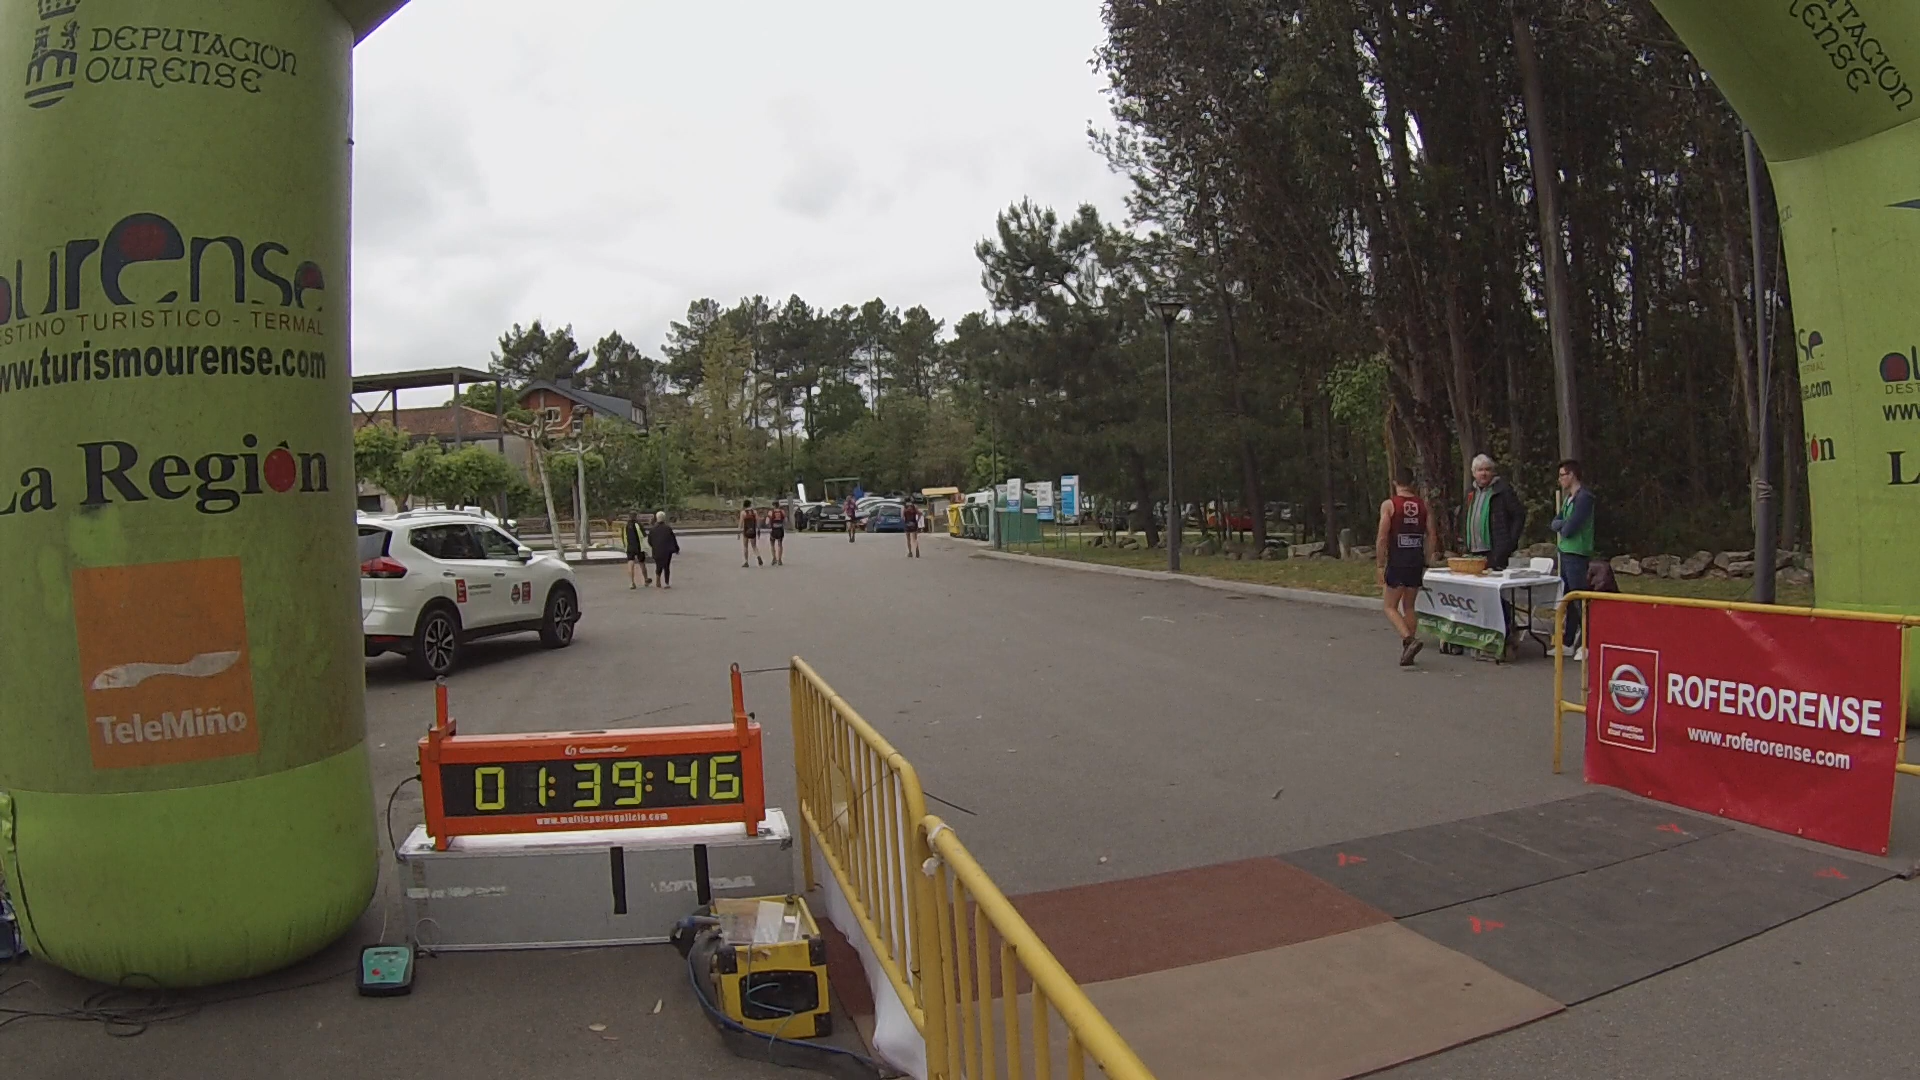 DEPUTACION
OURENSE
ourense
DESTINO TURISTICO - TERMAL
www.turismourense.com
La Región
TeleMiño
01:39:46
www.multisportgalicia.com
aecc
NISSAN
ROFERORENSE
www.roferorense.com